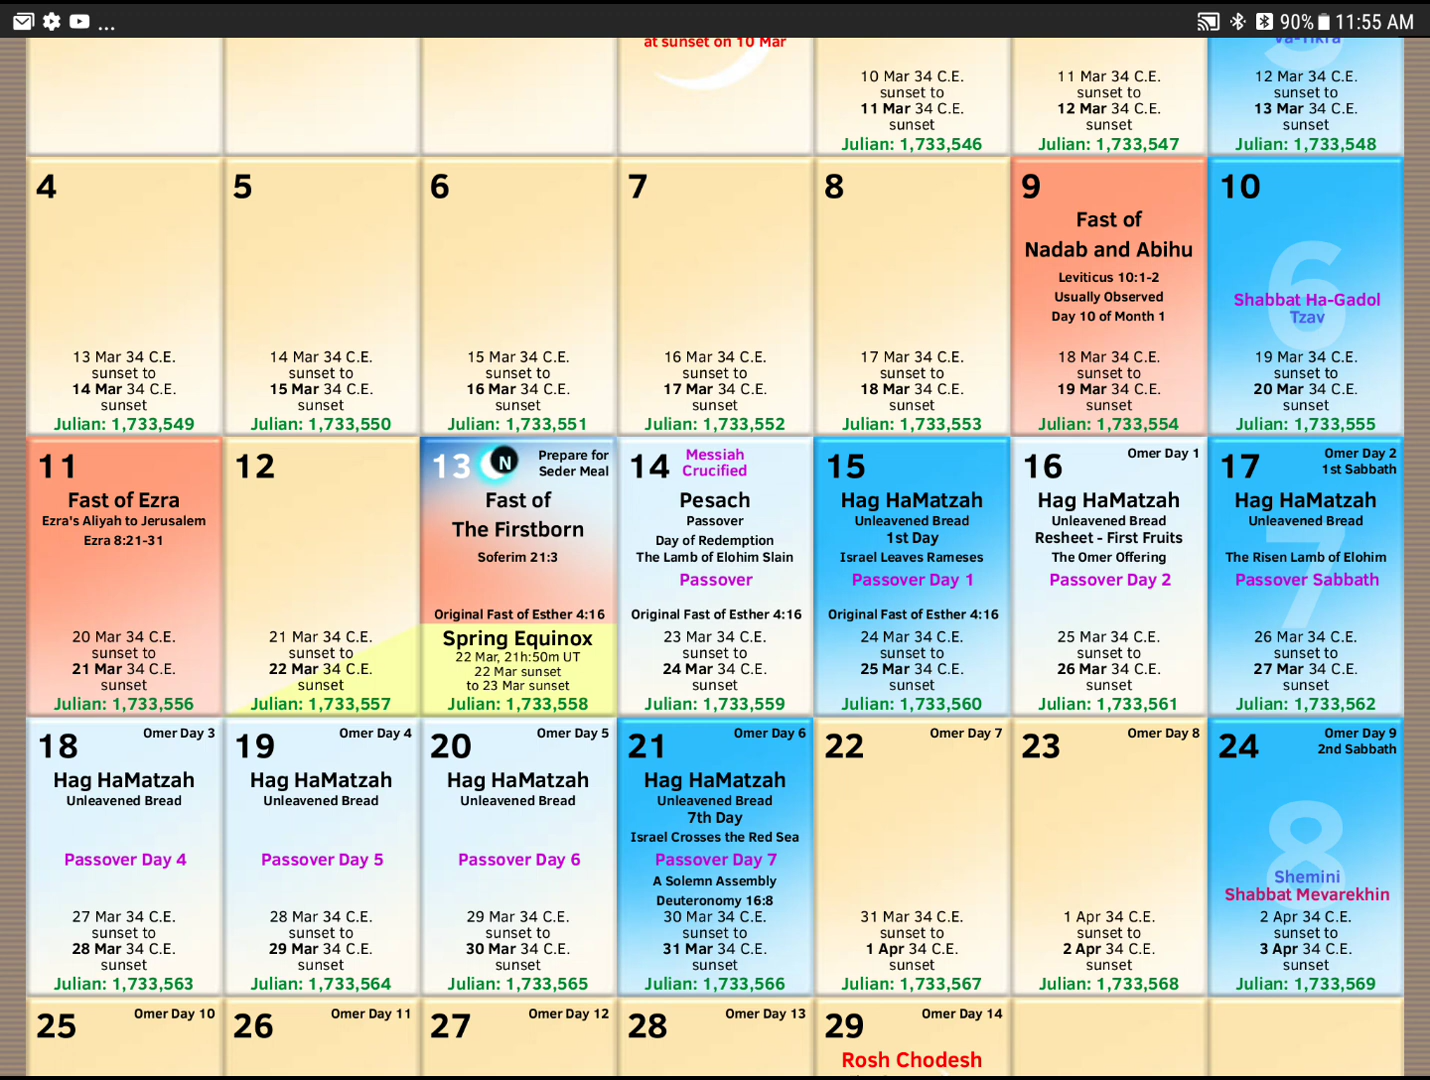 ... 90% 11:55 AM
at sunset on 10 Mar
10 Mar 34 C.E.
sunset to
11 Mar 34 C.E.
sunset
Julian: 1,733,546
11 Mar 34 C.E.
sunset to
12 Mar 34 C.E.
sunset
Julian: 1,733,547
Va-Yikra
12 Mar 34 C.E.
sunset to
13 Mar 34 C.E.
sunset
Julian: 1,733,548
4
13 Mar 34 C.E.
sunset to
14 Mar 34 C.E.
sunset
Julian: 1,733,549
5
14 Mar 34 C.E.
sunset to
15 Mar 34 C.E.
sunset
Julian: 1,733,550
6
15 Mar 34 C.E.
sunset to
16 Mar 34 C.E.
sunset
Julian: 1,733,551
7
16 Mar 34 C.E.
sunset to
17 Mar 34 C.E.
sunset
Julian: 1,733,552
8
17 Mar 34 C.E.
sunset to
18 Mar 34 C.E.
sunset
Julian: 1,733,553
9
Fast of
Nadab and Abihu
Leviticus 10:1-2
Usually Observed
Day 10 of Month 1
18 Mar 34 C.E.
sunset to
19 Mar 34 C.E.
sunset
Julian: 1,733,554
10
6
Shabbat Ha-Gadol
Tzav
19 Mar 34 C.E.
sunset to
20 Mar 34 C.E.
sunset
Julian: 1,733,555
11
Fast of Ezra
Ezra's Aliyah to Jerusalem
Ezra 8:21-31
20 Mar 34 C.E.
sunset to
21 Mar 34 C.E.
sunset
Julian: 1,733,556
12
21 Mar 34 C.E.
sunset to
22 Mar 34 C.E.
sunset
Julian: 1,733,557
13 N Prepare for
Seder Meal
Fast of
The Firstborn
Soferim 21:3
Original Fast of Esther 4:16
Spring Equinox
22 Mar, 21h:50m UT
22 Mar sunset
to 23 Mar sunset
Julian: 1,733,558
14 Messiah
Crucified
Pesach
Passover
Day of Redemption
The Lamb of Elohim Slain
Passover
Original Fast of Esther 4:16
23 Mar 34 C.E.
sunset to
24 Mar 34 C.E.
sunset
Julian: 1,733,559
15
Hag HaMatzah
Unleavened Bread
1st Day
Israel Leaves Rameses
Passover Day 1
Original Fast of Esther 4:16
24 Mar 34 C.E.
sunset to
25 Mar 34 C.E.
sunset
Julian: 1,733,560
16 Omer Day 1
Hag HaMatzah
Unleavened Bread
Resheet - First Fruits
The Omer Offering
Passover Day 2
25 Mar 34 C.E.
sunset to
26 Mar 34 C.E.
sunset
Julian: 1,733,561
17 Omer Day 2
1st Sabbath
Hag HaMatzah
Unleavened Bread
7
The Risen Lamb of Elohim
Passover Sabbath
26 Mar 34 C.E.
sunset to
27 Mar 34 C.E.
sunset
Julian: 1,733,562
18 Omer Day 3
Hag HaMatzah
Unleavened Bread
Passover Day 4
27 Mar 34 C.E.
sunset to
28 Mar 34 C.E.
sunset
Julian: 1,733,563
19 Omer Day 4
Hag HaMatzah
Unleavened Bread
Passover Day 5
28 Mar 34 C.E.
sunset to
29 Mar 34 C.E.
sunset
Julian: 1,733,564
20 Omer Day 5
Hag HaMatzah
Unleavened Bread
Passover Day 6
29 Mar 34 C.E.
sunset to
30 Mar 34 C.E.
sunset
Julian: 1,733,565
21 Omer Day 6
Hag HaMatzah
Unleavened Bread
7th Day
Israel Crosses the Red Sea
Passover Day 7
A Solemn Assembly
Deuteronomy 16:8
30 Mar 34 C.E.
sunset to
31 Mar 34 C.E.
sunset
Julian: 1,733,566
22 Omer Day 7
31 Mar 34 C.E.
sunset to
1 Apr 34 C.E.
sunset
Julian: 1,733,567
23 Omer Day 8
1 Apr 34 C.E.
sunset to
2 Apr 34 C.E.
sunset
Julian: 1,733,568
24 Omer Day 9
2nd Sabbath
8
Shemini
Shabbat Mevarekhin
2 Apr 34 C.E.
sunset to
3 Apr 34 C.E.
sunset
Julian: 1,733,569
25 Omer Day 10
26 Omer Day 11
27 Omer Day 12
28 Omer Day 13
29 Omer Day 14
Rosh Chodesh